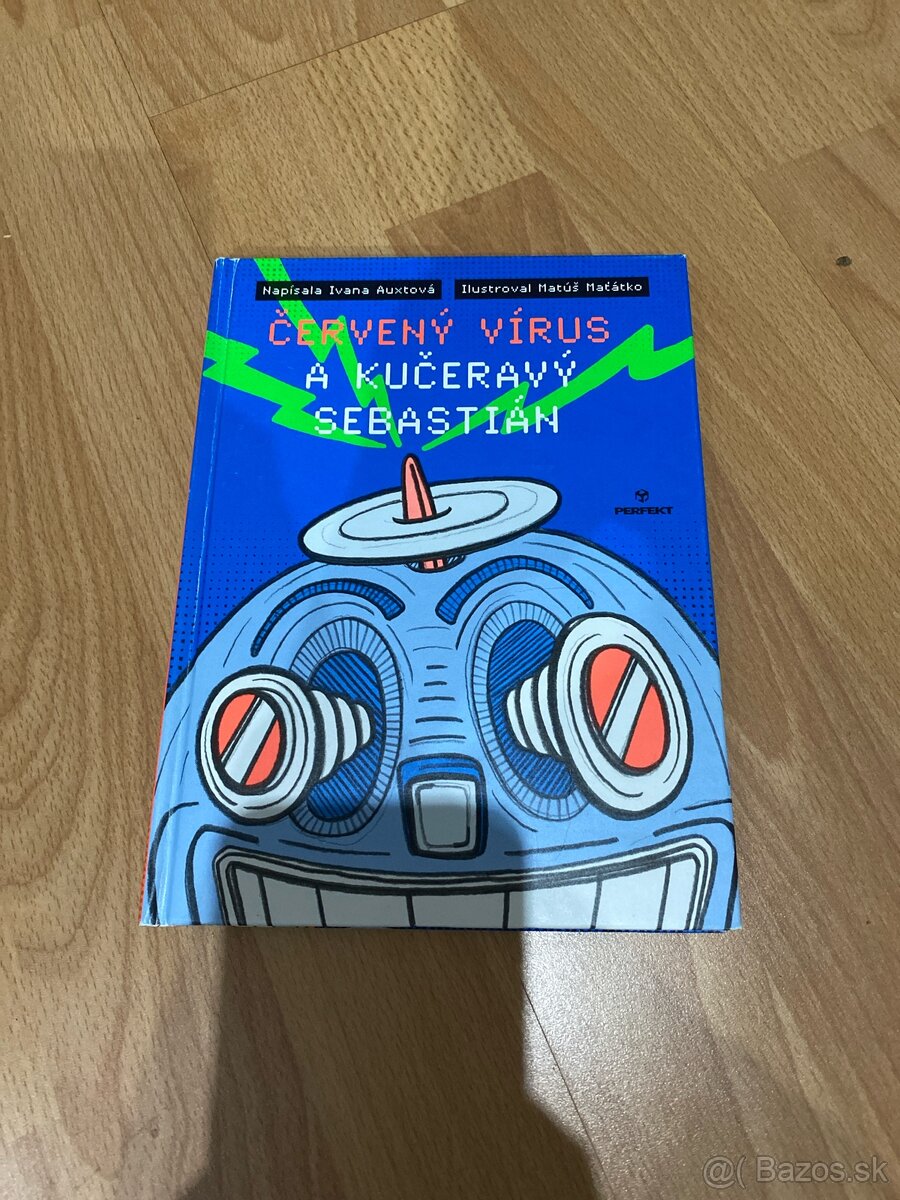 Napísala Ivana Auxtová
Ilustroval Matúš Maťátko
ČERVENÝ VÍRUS
A KUČERAVÝ
SEBASTIÁN
PERFEKT
@( Bazos.sk